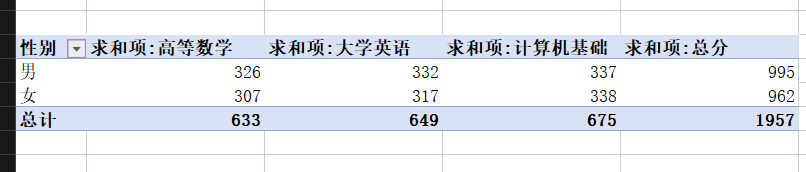 性别 求和项:高等数学 求和项:大学英语 求和项:计算机基础 求和项:总分
男 326 332 337 995
女 307 317 338 962
总计 633 649 675 1957